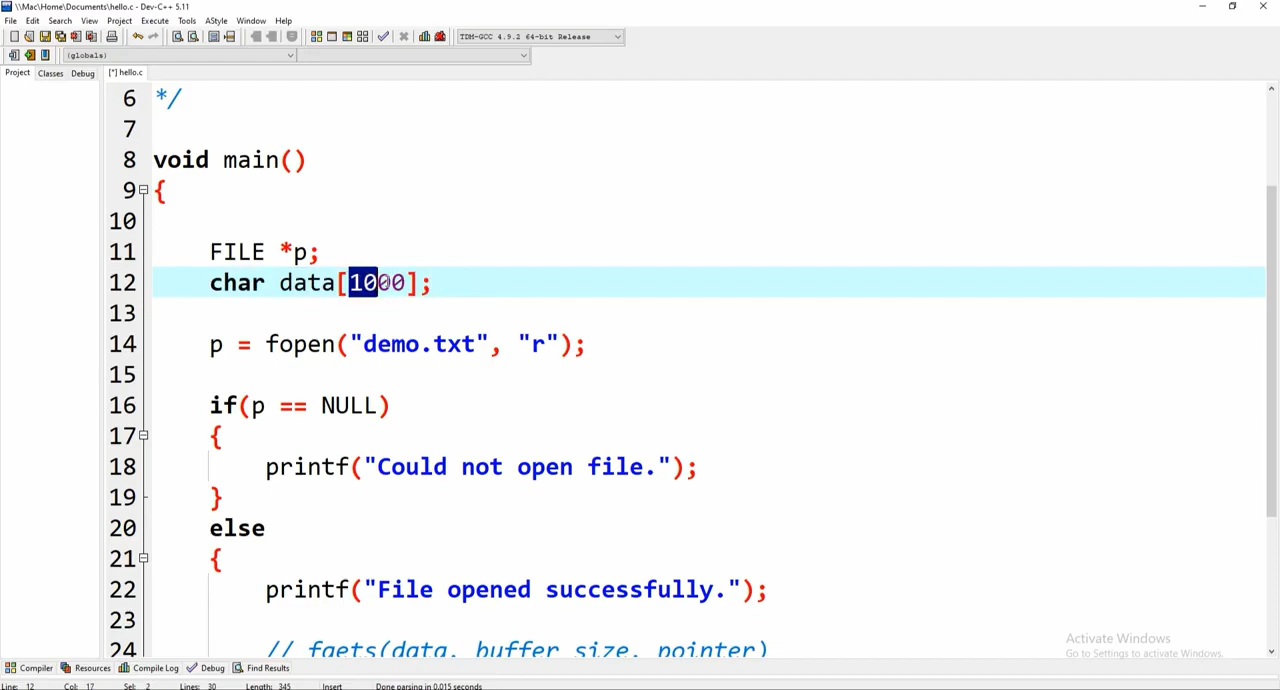 \\Mac\Home\Documents\hello.c - Dev-C++ 5.11
File Edit Search View Project Execute Tools AStyle Window Help
TDM-GCC 4.9.2 64-bit Release
(globals)
Project Classes Debug [*] hello.c
6 */
7
8 void main()
9 {
10
11 FILE *p;
12 char data[1000];
13
14 p = fopen("demo.txt", "r");
15
16 if(p == NULL)
17 {
18 printf("Could not open file.");
19 }
20 else
21 {
22 printf("File opened successfully.");
23
24 // fgets(data, buffer size, pointer)
Activate Windows
Go to Settings to activate Windows.
Compiler Resources Compile Log Debug Find Results
Line: 12 Col: 17 Sel: 2 Lines: 30 Length: 345 Insert Done parsing in 0.015 seconds